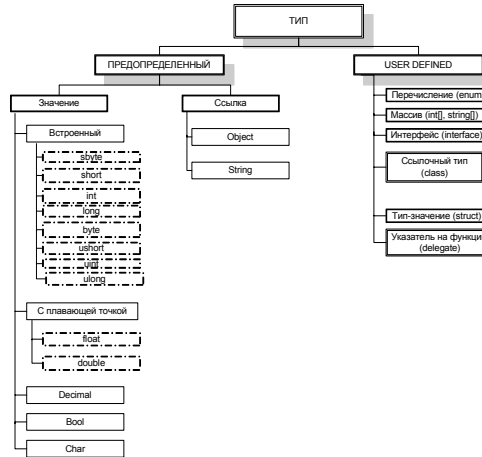 ТИП
ПРЕДОПРЕДЕЛЕННЫЙ
USER DEFINED
Значение
Ссылка
Встроенный
sbyte
short
int
long
byte
ushort
uint
ulong
С плавающей точкой
float
double
Decimal
Bool
Char
Object
String
Перечисление (enum
Массив (int[], string[])
Интерфейс (interface)
Ссылочный тип
(class)
Тип-значение (struct)
Указатель на функци
(delegate)